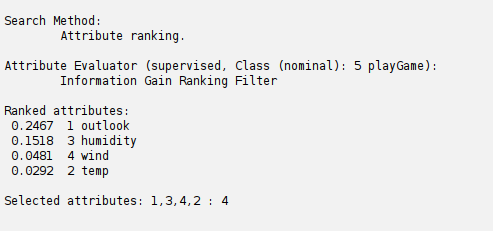 Search Method:
Attribute ranking.
Attribute Evaluator (supervised, Class (nominal): 5 playGame):
Information Gain Ranking Filter
Ranked attributes:
0.2467 1 outlook
0.1518 3 humidity
0.0481 4 wind
0.0292 2 temp
Selected attributes: 1,3,4,2 : 4